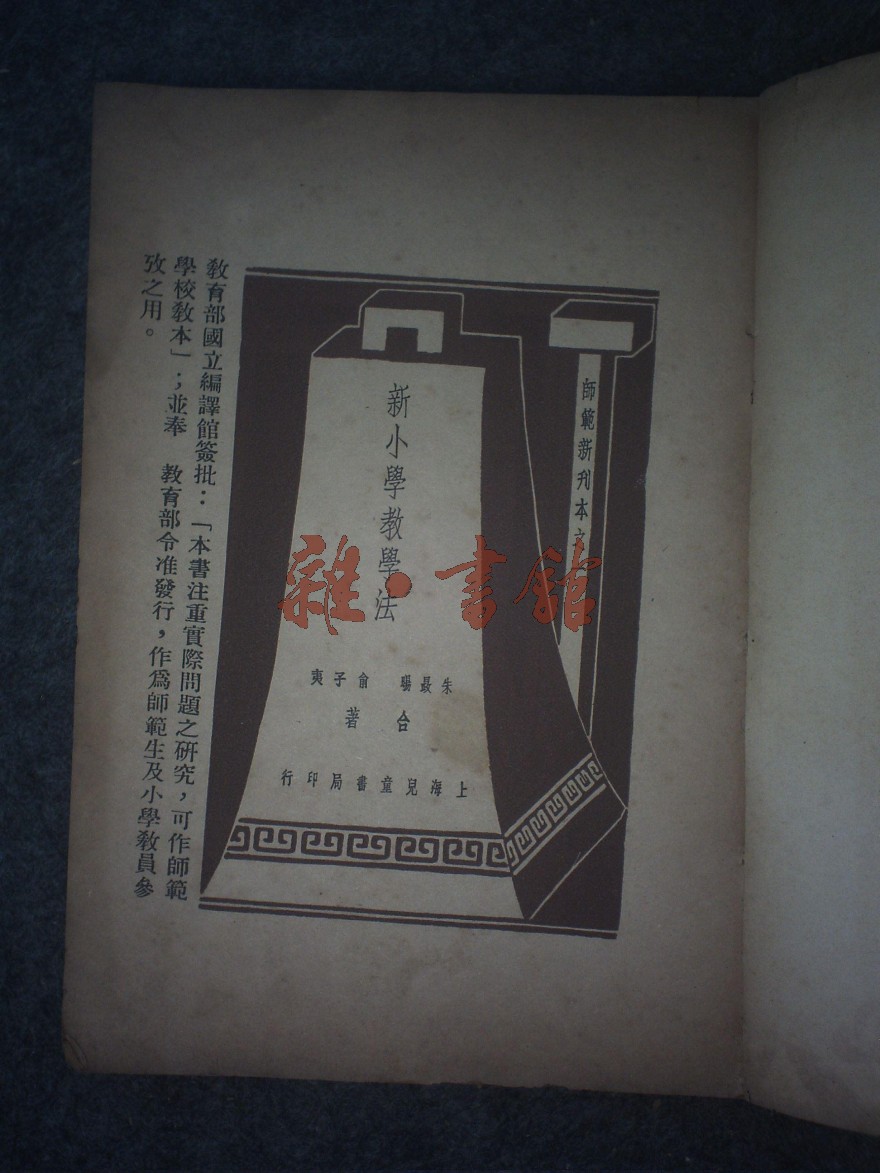 師範新刊本之
新小學教學法
朱晸暘 俞子夷
合著
上海兒童書局印行
教育部國立編譯館簽批：「本書注重實際問題之研究，可作師範
學校教本」；並奉　教育部令准發行，作爲師範生及小學教員參
攷之用。
雜·書館